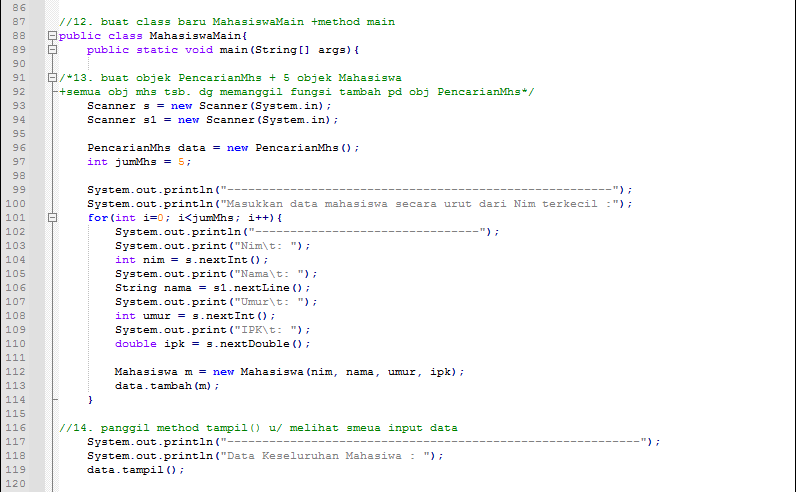 86
87 //12. buat class baru MahasiswaMain +method main
88 public class MahasiswaMain{
89 public static void main(String[] args){
90
91 /*13. buat objek PencarianMhs + 5 objek Mahasiswa
92 +semua obj mhs tsb. dg memanggil fungsi tambah pd obj PencarianMhs*/
93 Scanner s = new Scanner(System.in);
94 Scanner s1 = new Scanner(System.in);
95
96 PencarianMhs data = new PencarianMhs();
97 int jumMhs = 5;
98
99 System.out.println("-------------------------------------------------------");
100 System.out.println("Masukkan data mahasiswa secara urut dari Nim terkecil :");
101 for(int i=0; i<jumMhs; i++){
102 System.out.println("--------------------------------");
103 System.out.print("Nim\t: ");
104 int nim = s.nextInt();
105 System.out.print("Nama\t: ");
106 String nama = s1.nextLine();
107 System.out.print("Umur\t: ");
108 int umur = s.nextInt();
109 System.out.print("IPK\t: ");
110 double ipk = s.nextDouble();
111
112 Mahasiswa m = new Mahasiswa(nim, nama, umur, ipk);
113 data.tambah(m);
114 }
115
116 //14. panggil method tampil() u/ melihat smeua input data
117 System.out.println("-----------------------------------------------------------");
118 System.out.println("Data Keseluruhan Mahasiwa : ");
119 data.tampil();
120